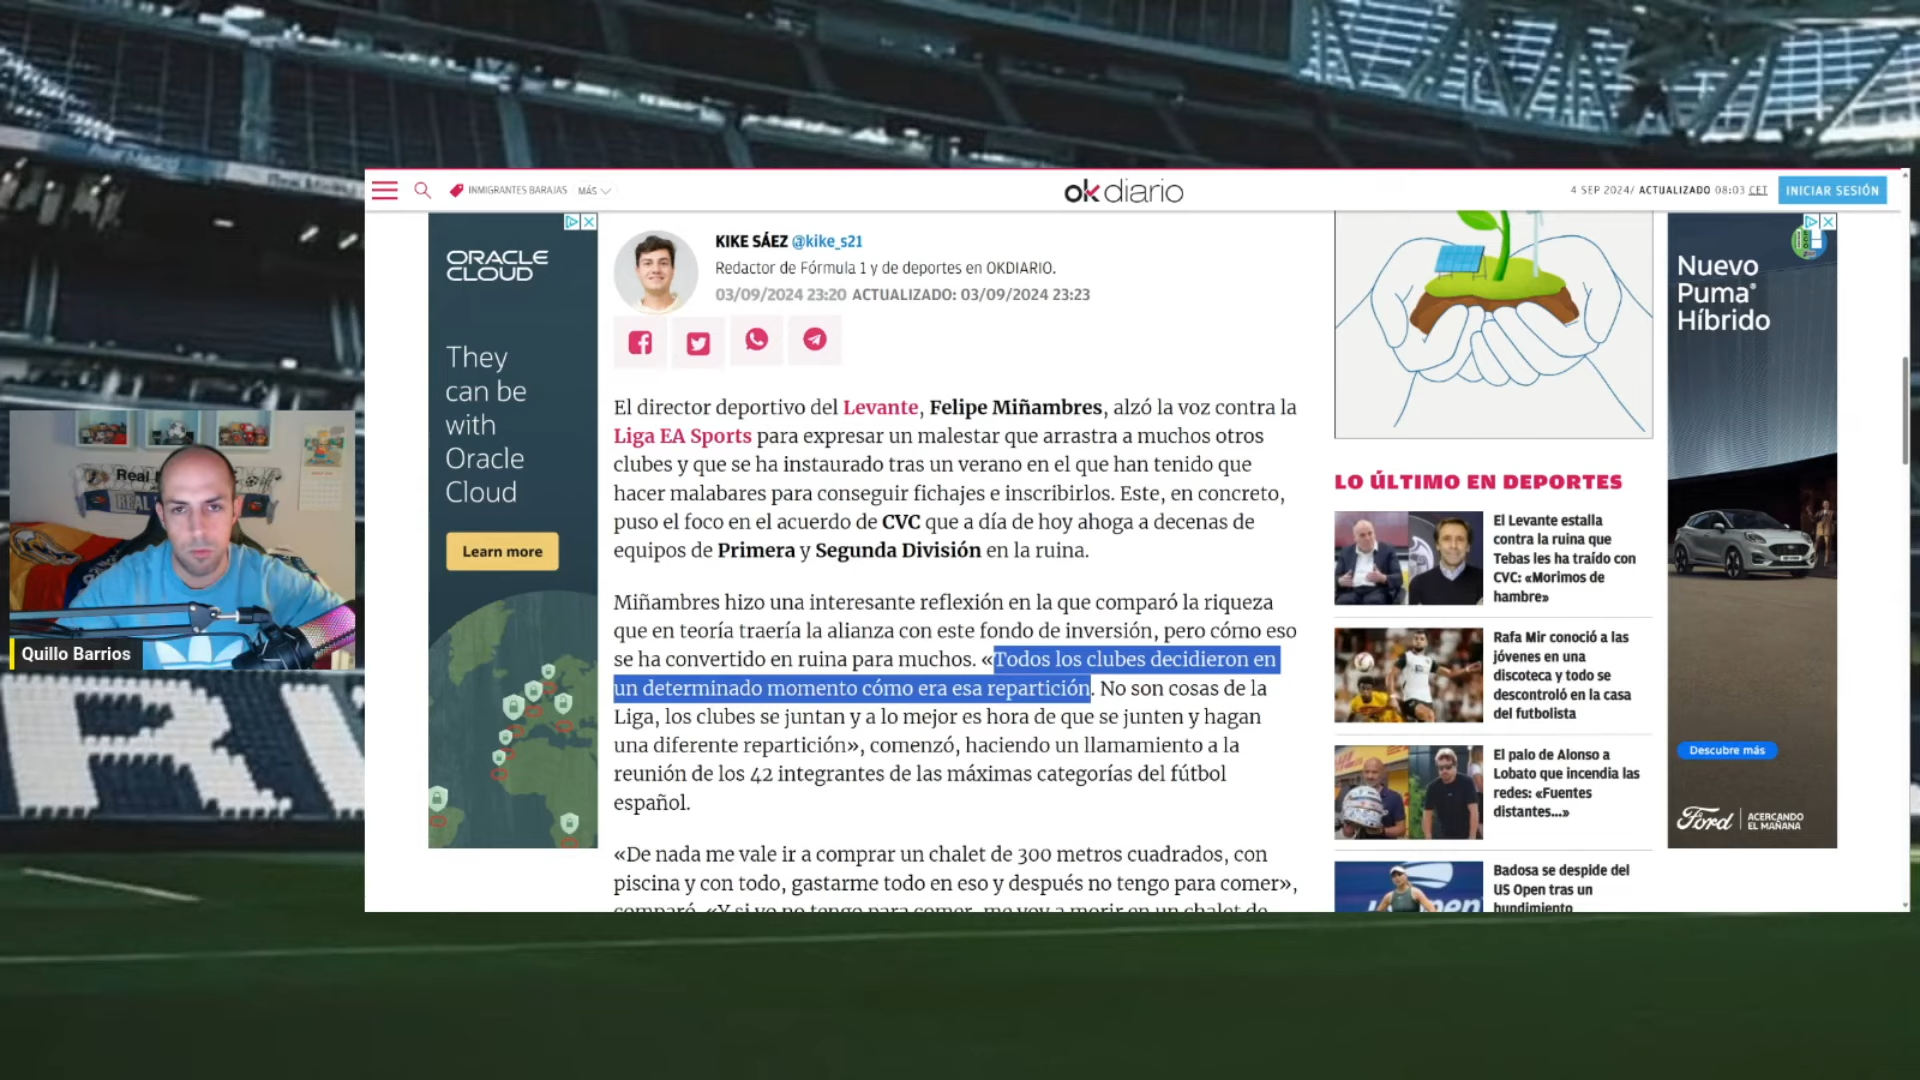 INMIGRANTES BARAJAS MÁS
okdiario
4 SEP 2024/ ACTUALIZADO 08:03 CET
INICIAR SESIÓN
ORACLE
CLOUD
They
can be
with
Oracle
Cloud
Learn more
KIKE SÁEZ @kike_s21
Redactor de Fórmula 1 y de deportes en OKDIARIO.
03/09/2024 23:20 ACTUALIZADO: 03/09/2024 23:23
El director deportivo del Levante, Felipe Miñambres, alzó la voz contra la
Liga EA Sports para expresar un malestar que arrastra a muchos otros
clubes y que se ha instaurado tras un verano en el que han tenido que
hacer malabares para conseguir fichajes e inscribirlos. Este, en concreto,
puso el foco en el acuerdo de CVC que a día de hoy ahoga a decenas de
equipos de Primera y Segunda División en la ruina.
Miñambres hizo una interesante reflexión en la que comparó la riqueza
que en teoría traería la alianza con este fondo de inversión, pero cómo eso
se ha convertido en ruina para muchos. «Todos los clubes decidieron en
un determinado momento cómo era esa repartición. No son cosas de la
Liga, los clubes se juntan y a lo mejor es hora de que se junten y hagan
una diferente repartición», comenzó, haciendo un llamamiento a la
reunión de los 42 integrantes de las máximas categorías del fútbol
español.
«De nada me vale ir a comprar un chalet de 300 metros cuadrados, con
piscina y con todo, gastarme todo en eso y después no tengo para comer»,
comparó. «Y si yo no tengo para comer, me voy a morir en un chalet de
LO ÚLTIMO EN DEPORTES
El Levante estalla
contra la ruina que
Tebas les ha traído con
CVC: «Morimos de
hambre»
Rafa Mir conoció a las
jóvenes en una
discoteca y todo se
descontroló en la casa
del futbolista
El palo de Alonso a
Lobato que incendia las
redes: «Fuentes
distantes...»
Badosa se despide del
US Open tras un
hundimiento
Nuevo
Puma®
Híbrido
Descubre más
Ford
ACERCANDO
EL MAÑANA
Real
REAL
Quillo Barrios